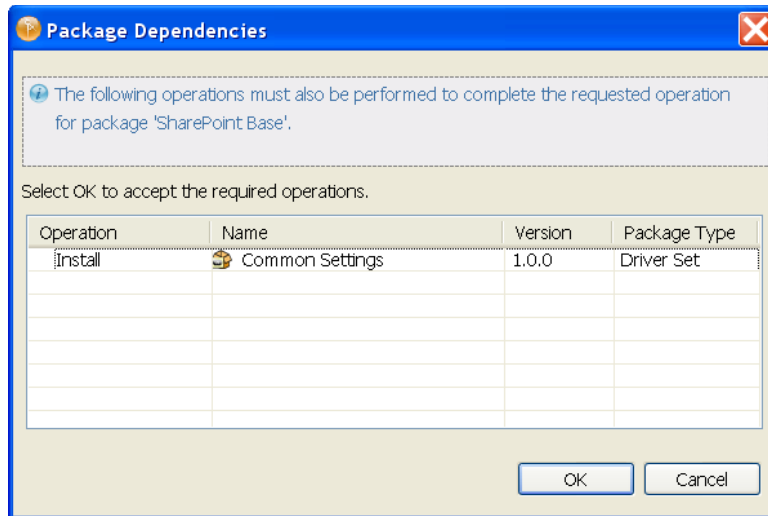 Package Dependencies
The following operations must also be performed to complete the requested operation
for package 'SharePoint Base'.
Select OK to accept the required operations.
Operation Name Version Package Type
Install Common Settings 1.0.0 Driver Set
OK Cancel